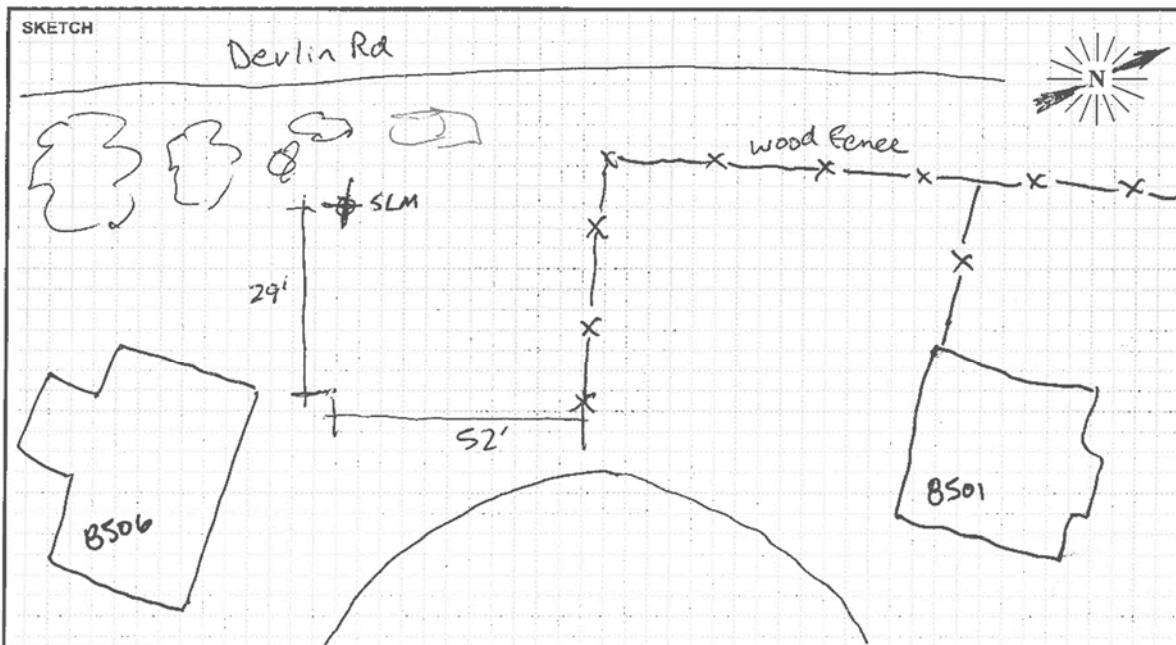 SKETCH
Devlin Rd
N
wood fence
SLM
29'
52'
8506
8501